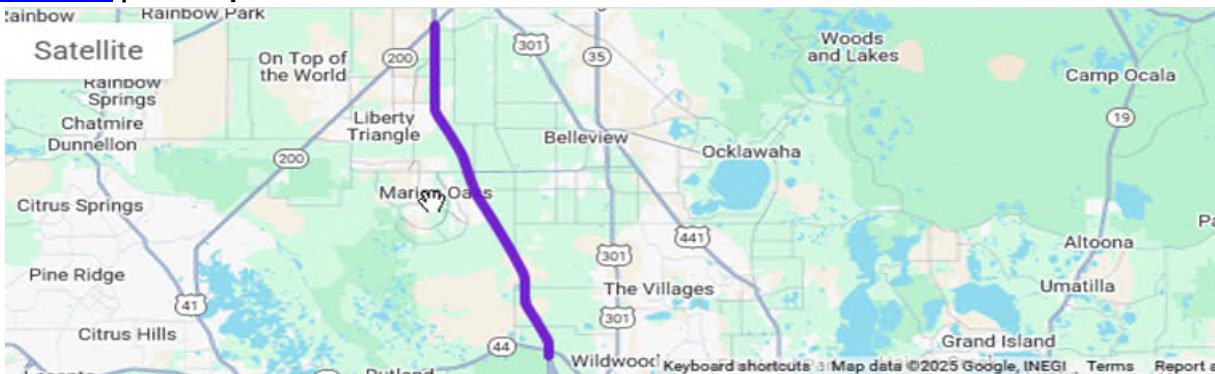 Rainbow Park
Satellite
Woods
and Lakes
301
35
200
On Top of
the World
Camp Ocala
Rainbow
Springs
19
Liberty
Triangle
Chatmire
Dunnellon
Belleview
Ocklawaha
200
Marion Oaks
Citrus Springs
441
301
Altoona
Pine Ridge
The Villages
Umatilla
41
301
Citrus Hills
Grand Island
44
Wildwood
Keyboard shortcuts
Map data ©2025 Google, INEGI
Terms
Report a